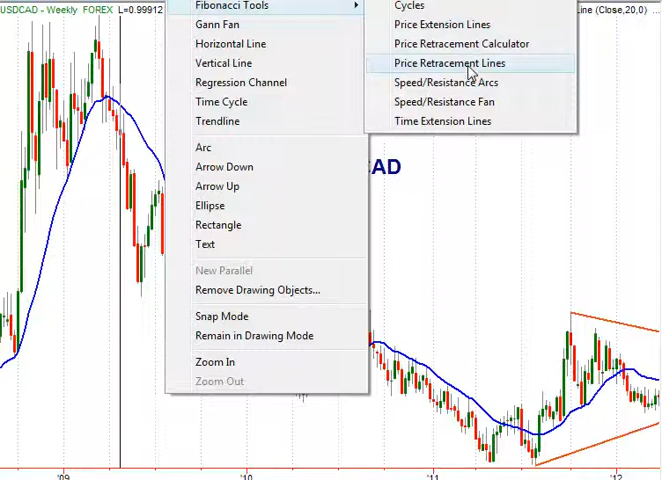 USDCAD - Weekly FOREX L=0.99912
Line (Close,20,0)
Fibonacci Tools
Gann Fan
Horizontal Line
Vertical Line
Regression Channel
Time Cycle
Trendline
Arc
Arrow Down
Arrow Up
Ellipse
Rectangle
Text
New Parallel
Remove Drawing Objects...
Snap Mode
Remain in Drawing Mode
Zoom In
Zoom Out
Cycles
Price Extension Lines
Price Retracement Calculator
Price Retracement Lines
Speed/Resistance Arcs
Speed/Resistance Fan
Time Extension Lines
CAD
'09
'10
'11
'12